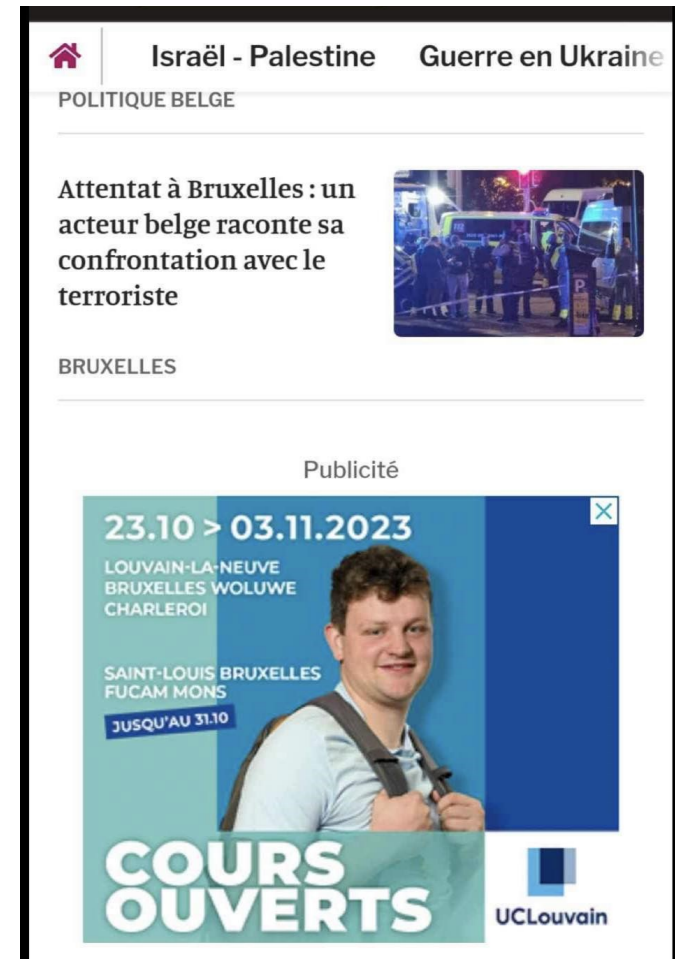 Israël - Palestine Guerre en Ukraine
POLITIQUE BELGE
Attentat à Bruxelles : un
acteur belge raconte sa
confrontation avec le
terroriste
BRUXELLES
Publicité
23.10 > 03.11.2023
LOUVAIN-LA-NEUVE
BRUXELLES WOLUWE
CHARLEROI
SAINT-LOUIS BRUXELLES
FUCAM MONS
JUSQU'AU 31.10
COURS
OUVERTS
UCLouvain